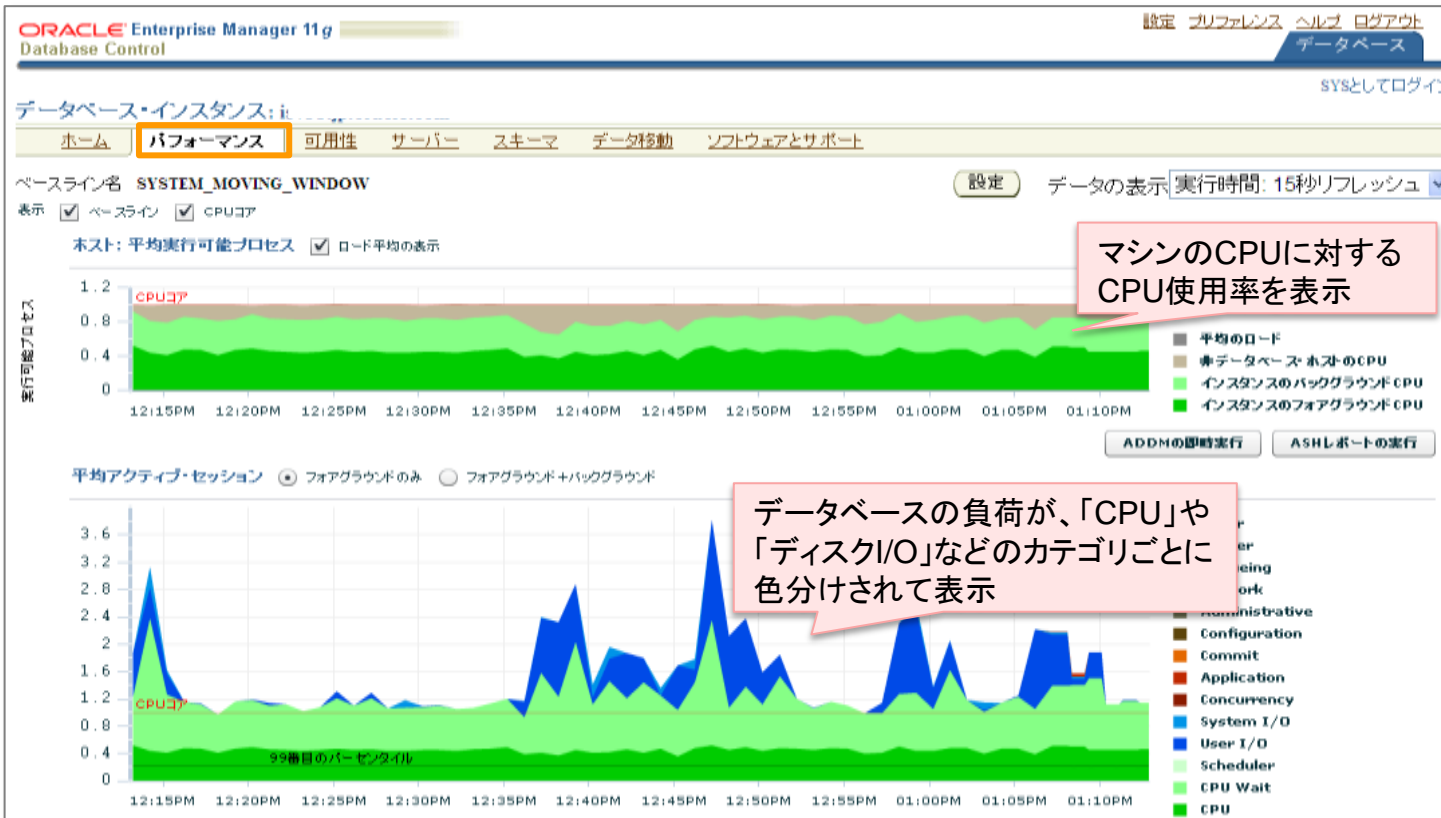 ORACLE Enterprise Manager 11g
Database Control
設定 プリファレンス ヘルプ ログアウト
データベース
SYSとしてログイン
データベース・インスタンス:
ホーム パフォーマンス 可用性 サーバー スキーマ データ移動 ソフトウェアとサポート
ベースライン名 SYSTEM_MOVING_WINDOW
設定 データの表示 実行時間: 15秒リフレッシュ
表示 ベースライン CPUコア
ホスト: 平均実行可能プロセス ロード平均の表示
マシンのCPUに対する
CPU使用率を表示
実行可能プロセス
1.2
CPUコア
0.8
0.4
0
12:15PM 12:20PM 12:25PM 12:30PM 12:35PM 12:40PM 12:45PM 12:50PM 12:55PM 01:00PM 01:05PM 01:10PM
平均のロード
非データベース・ホストのCPU
インスタンスのバックグラウンドCPU
インスタンスのフォアグラウンドCPU
ADDMの即時実行 ASHレポートの実行
平均アクティブ・セッション フォアグラウンドのみ フォアグラウンド+バックグラウンド
データベースの負荷が、「CPU」や
「ディスクI/O」などのカテゴリごとに
色分けされて表示
3.6
3.2
2.8
2.4
2
1.6
1.2
CPUコア
0.8
0.4
99番目のパーセンタイル
0
12:15PM 12:20PM 12:25PM 12:30PM 12:35PM 12:40PM 12:45PM 12:50PM 12:55PM 01:00PM 01:05PM 01:10PM
Administrative
Configuration
Commit
Application
Concurrency
System I/O
User I/O
Scheduler
CPU Wait
CPU